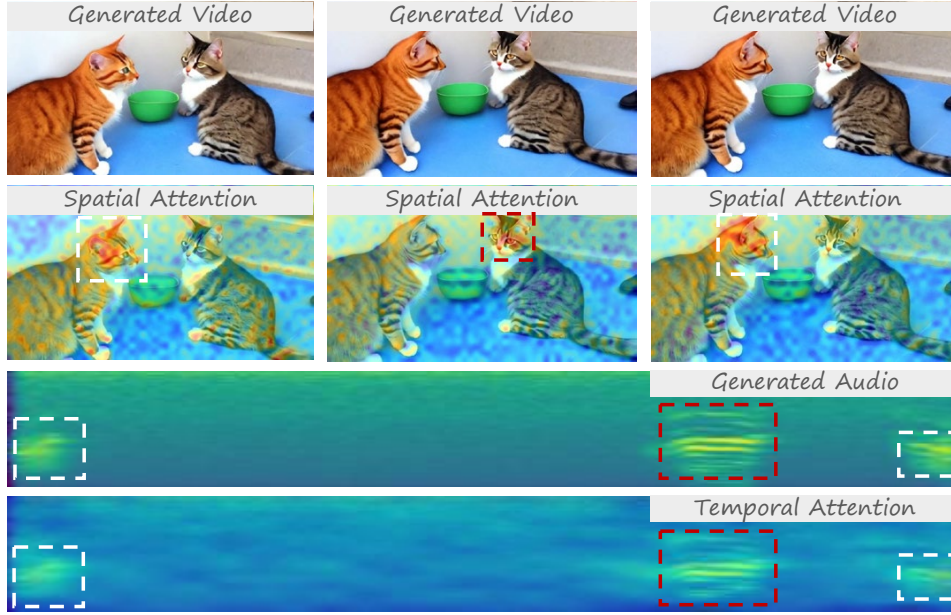 Generated Video
Generated Video
Generated Video
Spatial Attention
Spatial Attention
Spatial Attention
Generated Audio
Temporal Attention